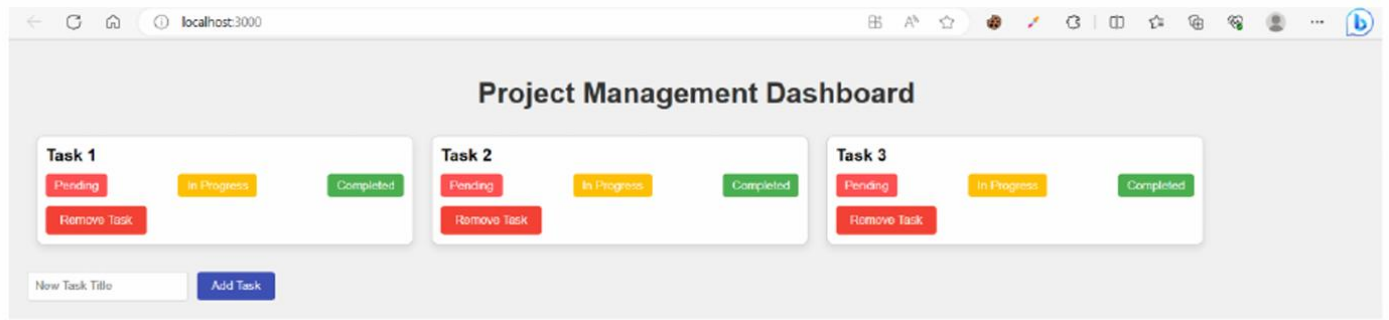 localhost:3000
Project Management Dashboard
Task 1
Pending In Progress Completed
Remove Task
Task 2
Pending In Progress Completed
Remove Task
Task 3
Pending In Progress Completed
Remove Task
New Task Title Add Task